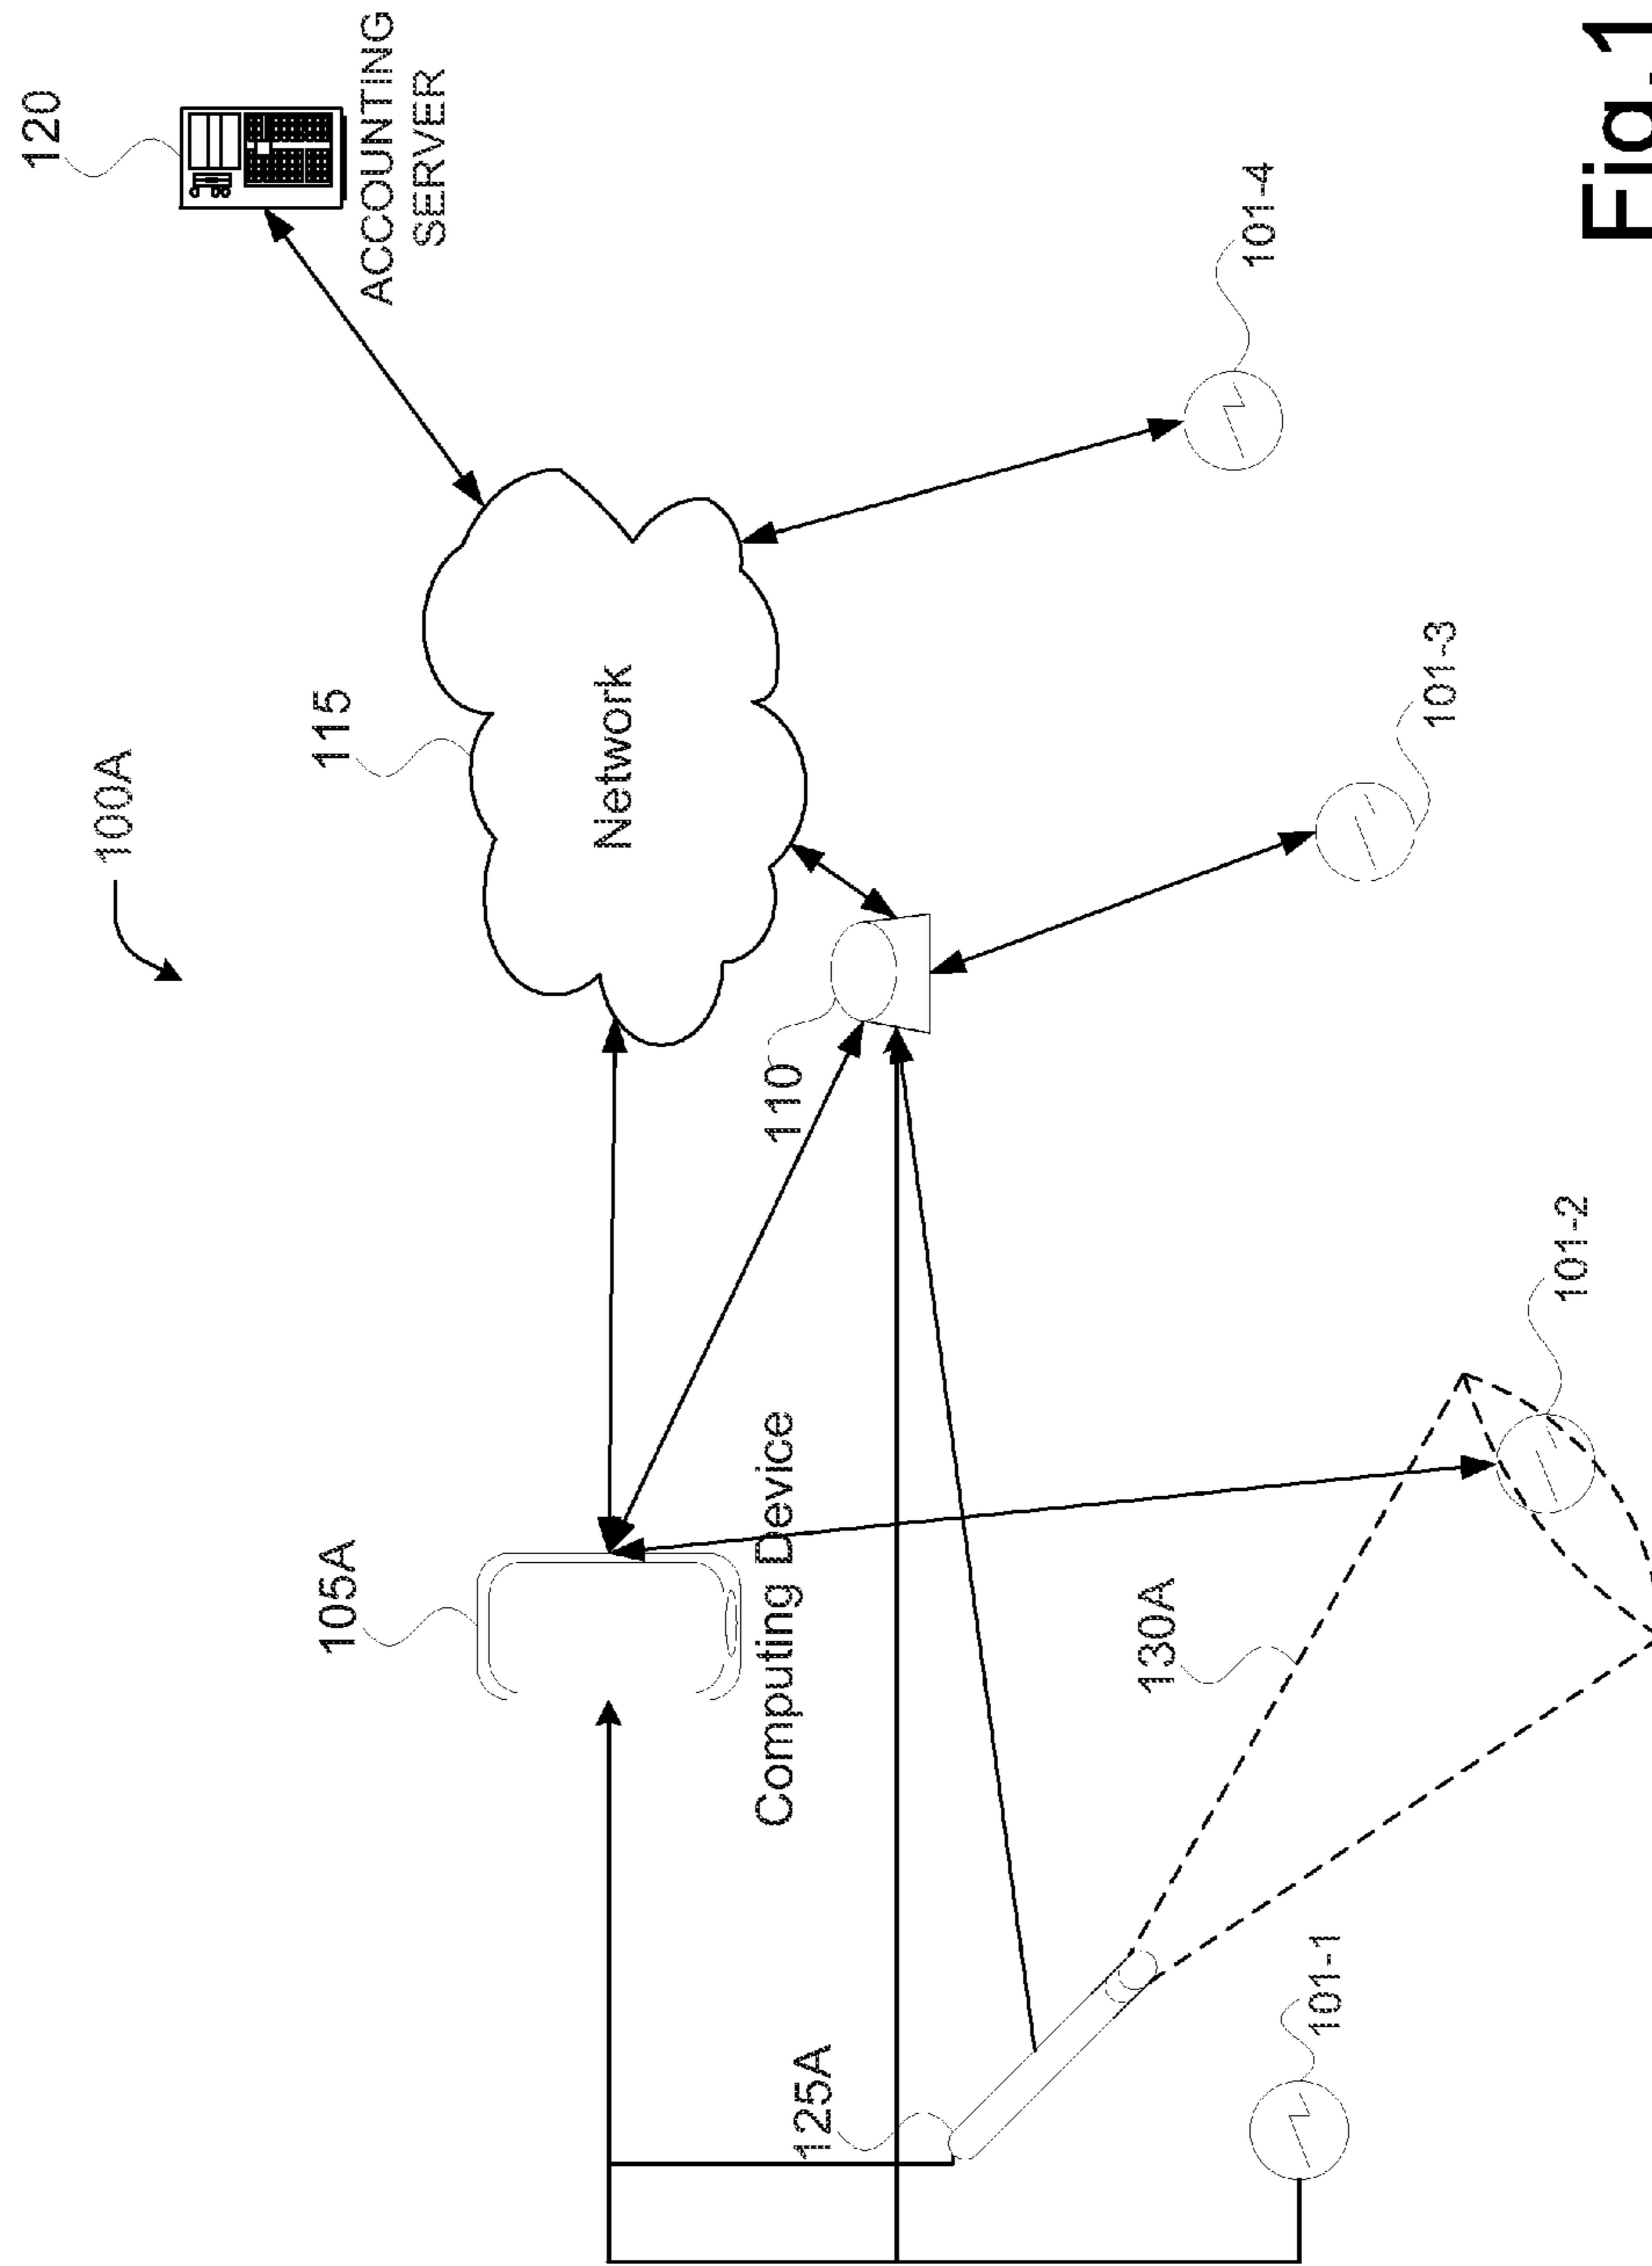 100A
120
ACCOUNTING
SERVER
115
Network
105A
Computing Device
110
125A
130A
101-1
101-2
101-3
101-4
Fig.1